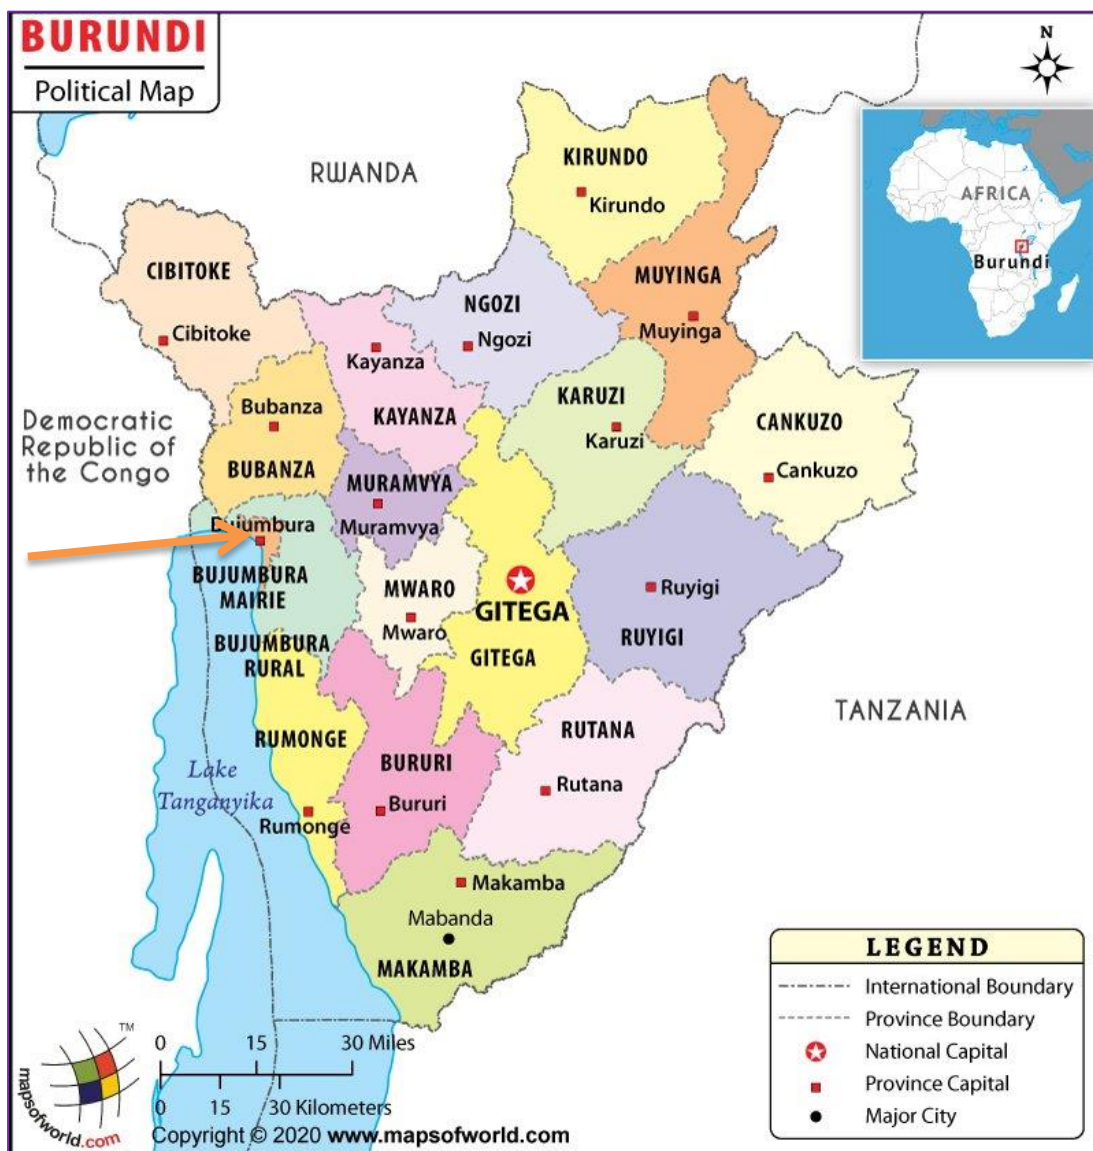 BURUNDI
Political Map
N
RWANDA
KIRUNDO
Kirundo
AFRICA
Burundi
CIBITOKE
Cibitoke
MUYINGA
Muyinga
NGOZI
Ngozi
Kayanza
KAYANZA
KARUZI
Karuzi
Democratic
Republic of
the Congo
Bubanza
BUBANZA
CANKUZO
Cankuzo
MURAMVYA
Muramvya
Bujumbura
BUJUMBURA
MAIRIE
MWARO
Mwaro
GITEGA
GITEGA
Ruyigi
RUYIGI
BUJUMBURA
RURAL
TANZANIA
RUMONGE
Rumonge
BURURI
Bururi
RUTANA
Rutana
Lake
Tanganyika
Makamba
Mabanda
MAKAMBA
LEGEND
International Boundary
Province Boundary
National Capital
Province Capital
Major City
TM
mapsofworld.com
0 15 30 Miles
0 15 30 Kilometers
Copyright © 2020 www.mapsofworld.com